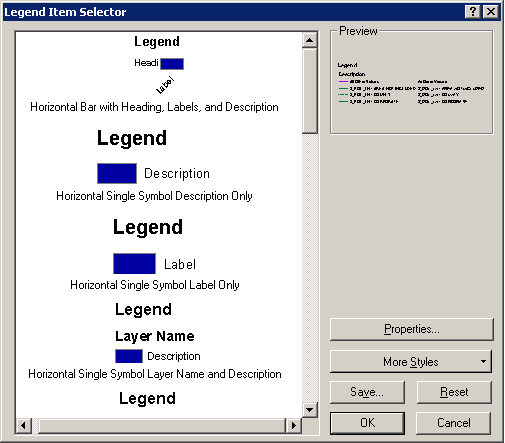 Legend Item Selector
Legend
Headi
Label
Horizontal Bar with Heading, Labels, and Description
Legend
Description
Horizontal Single Symbol Description Only
Legend
Label
Horizontal Single Symbol Label Only
Legend
Layer Name
Description
Horizontal Single Symbol Layer Name and Description
Legend
Preview
Legend
Description
Properties...
More Styles
Save...
Reset
OK
Cancel